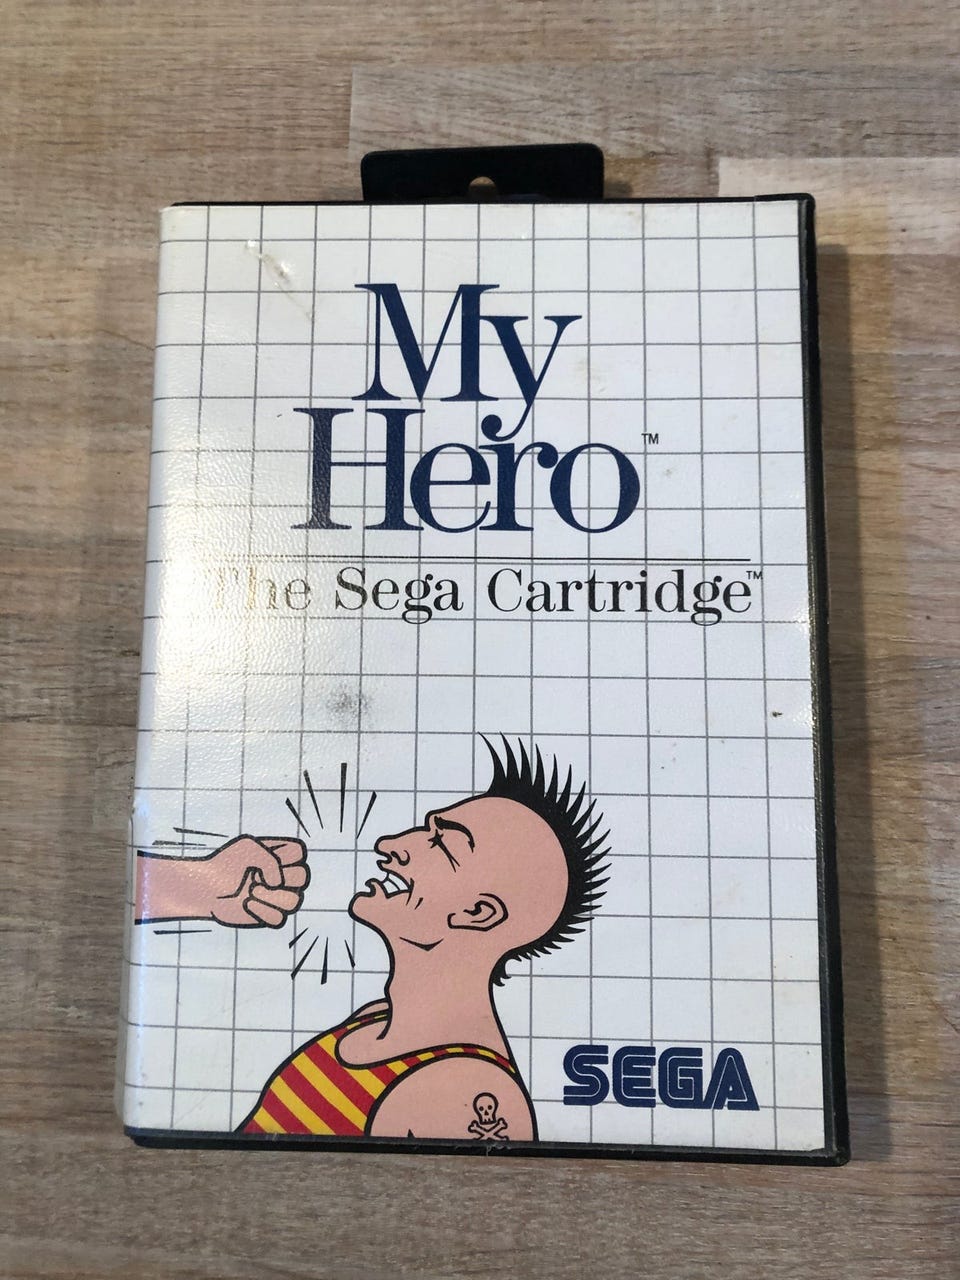 My
Hero™
The Sega Cartridge™
SEGA